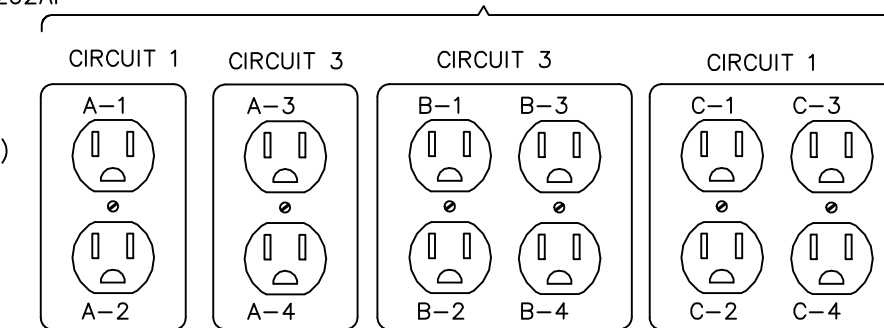 CIRCUIT 1 CIRCUIT 3 CIRCUIT 3 CIRCUIT 1
A-1 A-3 B-1 B-3 C-1 C-3
)
A-2 A-4 B-2 B-4 C-2 C-4